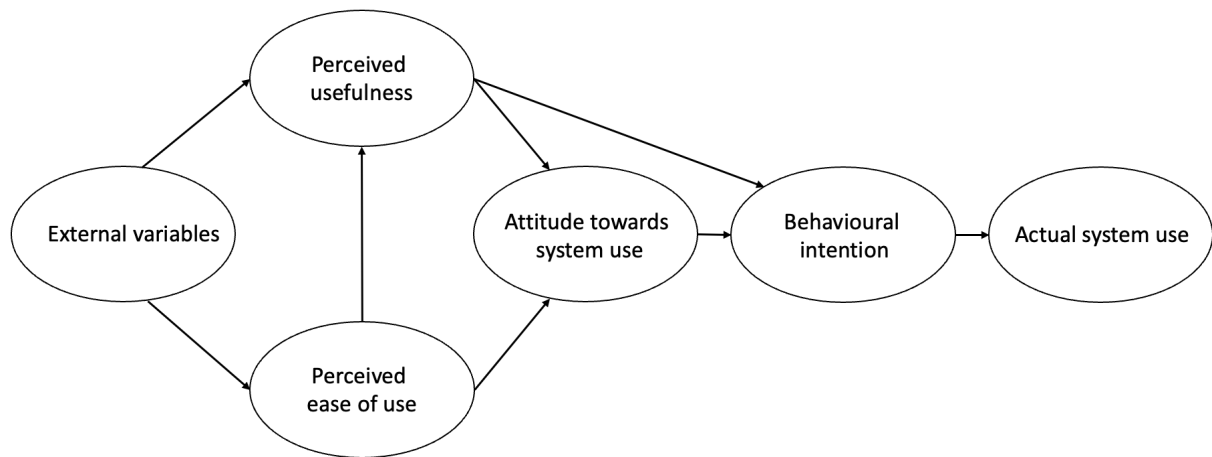 Perceived
usefulness
External variables
Attitude towards
system use
Behavioural
intention
Actual system use
Perceived
ease of use